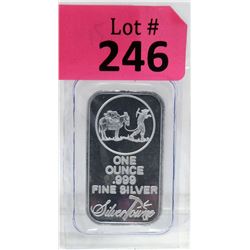 Lot #
246
ONE
OUNCE
.999
FINE SILVER
SilverTowne